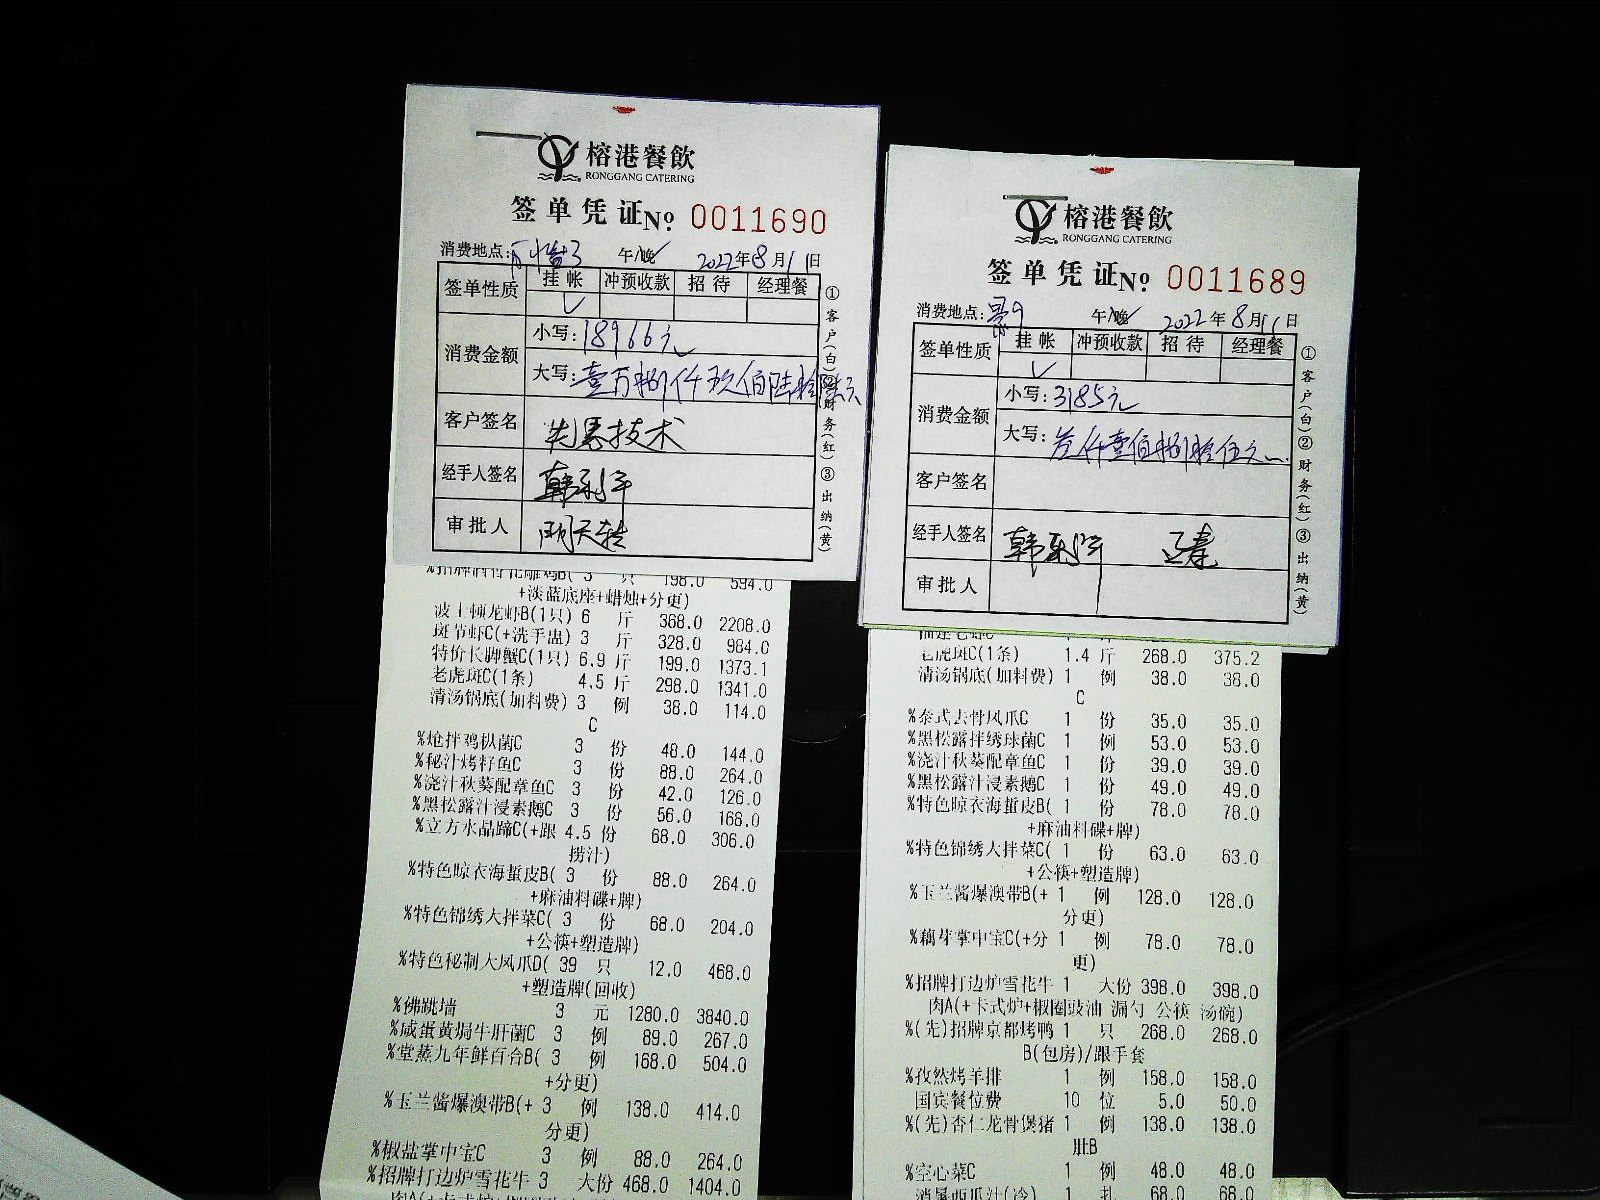 榕港餐飲
RONGGANG CATERING
签单凭证No 0011690
消费地点:
午/晚 2022年8月11日
签单性质 挂帐 冲预收款 招待 经理餐
消费金额
小写:18966元
大写:壹万捌仟玖佰陆拾陆元
客户签名
经手人签名
审批人
①客户(白)②财务(红)③出纳(黄)
3 只 198.0 594.0
+淡蓝底座+蜡烛+分更)
波士顿龙虾B(1只) 6 斤 368.0 2208.0
斑节虾C(+洗手盅) 3 斤 328.0 984.0
特价长脚蟹C(1只) 6.9 斤 199.0 1373.1
老虎斑C(1条) 4.5 斤 298.0 1341.0
清汤锅底(加料费) 3 例 38.0 114.0
C
%炝拌鸡枞菌C 3 份 48.0 144.0
%秘汁烤籽鱼C 3 份 88.0 264.0
%浇汁秋葵配章鱼C 3 份 42.0 126.0
%黑松露汁浸素鹅C 3 份 56.0 168.0
%立方水晶蹄C(+跟 4.5 份 68.0 306.0
捞汁)
%特色晾衣海蜇皮B( 3 份 88.0 264.0
+麻油料碟+牌)
%特色锦绣大拌菜C( 3 份 68.0 204.0
+公筷+塑造牌)
%特色秘制大凤爪D( 39 只 12.0 468.0
+塑造牌(回收)
%佛跳墙 3 元 1280.0 3840.0
%咸蛋黄焗牛肝菌C 3 例 89.0 267.0
%堂蒸九年鲜百合B( 3 例 168.0 504.0
+分更)
%玉兰酱爆澳带B(+ 3 例 138.0 414.0
分更)
%椒盐掌中宝C 3 例 88.0 264.0
%招牌打边炉雪花牛 3 大份 468.0 1404.0
榕港餐飲
RONGGANG CATERING
签单凭证No 0011689
消费地点:
午/晚 2022年8月11日
签单性质 挂帐 冲预收款 招待 经理餐
消费金额
小写:3185元
大写:叁仟壹佰捌拾伍元
客户签名
经手人签名
审批人
①客户(白)②财务(红)③出纳(黄)
老虎斑C(1条) 1.4 斤 268.0 375.2
清汤锅底(加料费) 1 例 38.0 38.0
C
%泰式去骨凤爪C 1 份 35.0 35.0
%黑松露拌绣球菌C 1 例 53.0 53.0
%浇汁秋葵配章鱼C 1 份 39.0 39.0
%黑松露汁浸素鹅C 1 份 49.0 49.0
%特色晾衣海蜇皮B( 1 份 78.0 78.0
+麻油料碟+牌)
%特色锦绣大拌菜C( 1 份 63.0 63.0
+公筷+塑造牌)
%玉兰酱爆澳带B(+ 1 例 128.0 128.0
分更)
%藕芽掌中宝C(+分 1 例 78.0 78.0
更)
%招牌打边炉雪花牛 1 大份 398.0 398.0
肉A(+卡式炉+椒圈豉油 漏勺 公筷 汤碗)
%(先)招牌京都烤鸭 1 只 268.0 268.0
B(包房)/跟手套
%孜然烤羊排 1 例 158.0 158.0
国宾餐位费 10 位 5.0 50.0
%(先)杏仁龙骨煲猪 1 例 138.0 138.0
肚B
%空心菜C 1 例 48.0 48.0
消暑西瓜汁(冷) 1 扎 68.0 68.0